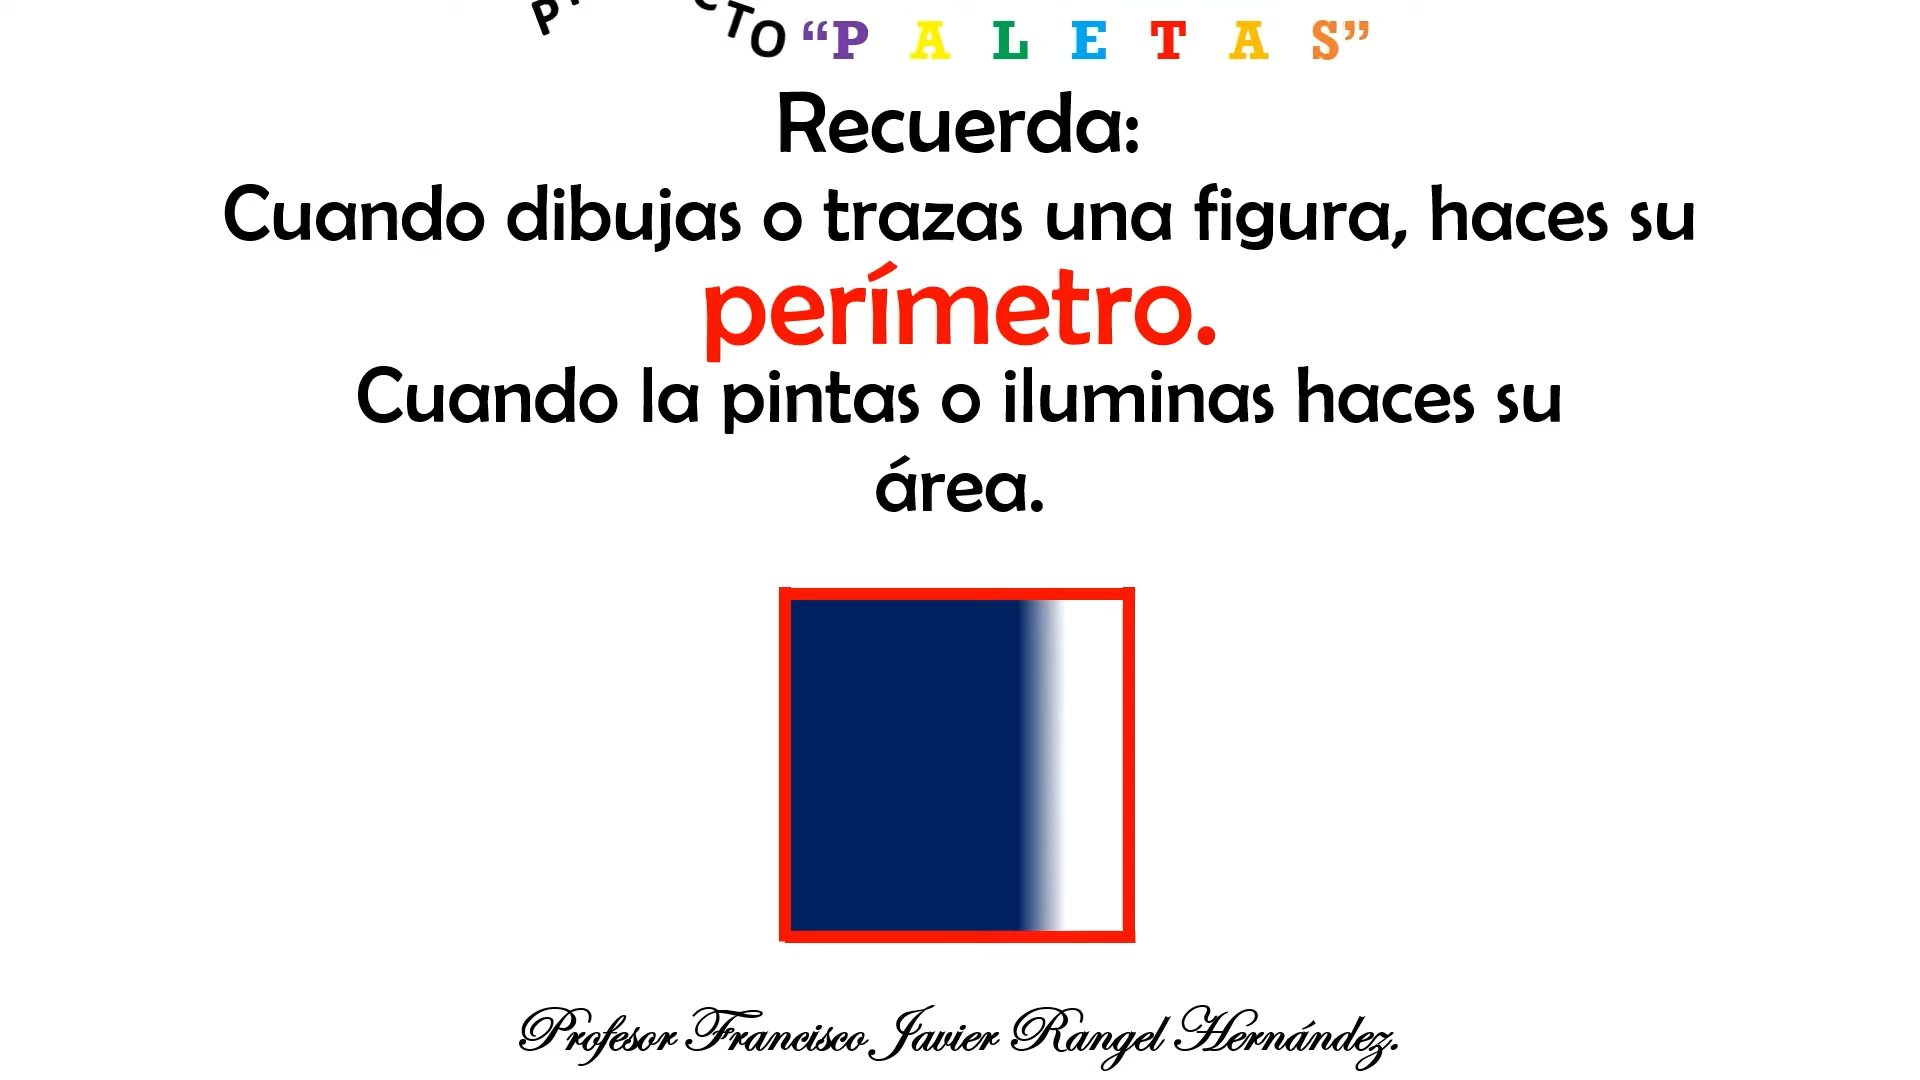 "P A L E T A S"
Recuerda:
Cuando dibujas o trazas una figura, haces su
perímetro.
Cuando la pintas o iluminas haces su
área.
Profesor Francisco Javier Rangel Hernández.